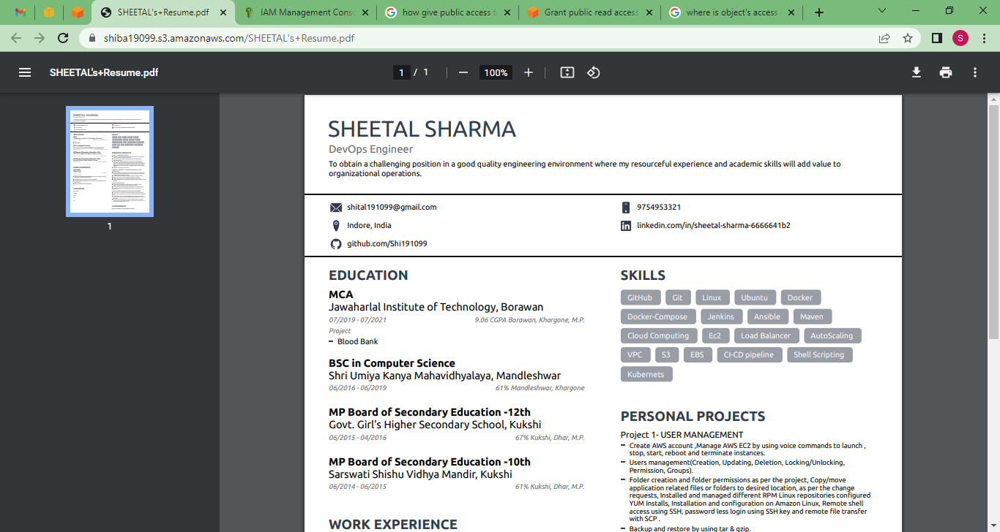 SHEETAL's+Resume.pdf
IAM Management Conso
how give public access t
Grant public read access
where is object's access
shiba19099.s3.amazonaws.com/SHEETAL's+Resume.pdf
S
SHEETAL's+Resume.pdf
1 / 1
100%
1
SHEETAL SHARMA
DevOps Engineer
To obtain a challenging position in a good quality engineering environment where my resourceful experience and academic skills will add value to
organizational operations.
shital191099@gmail.com
9754953321
Indore, India
linkedin.com/in/sheetal-sharma-6666641b2
github.com/Shi191099
EDUCATION
MCA
Jawaharlal Institute of Technology, Borawan
07/2019 - 07/2021 9.06 CGPA Borawan, Khargone, M.P.
Project
– Blood Bank
BSC in Computer Science
Shri Umiya Kanya Mahavidhyalaya, Mandleshwar
06/2016 - 06/2019 61% Mandleshwar, Khargone
MP Board of Secondary Education -12th
Govt. Girl's Higher Secondary School, Kukshi
06/2015 - 04/2016 67% Kukshi, Dhar, M.P.
MP Board of Secondary Education -10th
Sarswati Shishu Vidhya Mandir, Kukshi
06/2014 - 06/2015 61% Kukshi, Dhar, M.P.
WORK EXPERIENCE
SKILLS
GitHub Git Linux Ubuntu Docker
Docker-Compose Jenkins Ansible Maven
Cloud Computing Ec2 Load Balancer AutoScaling
VPC S3 EBS CI-CD pipeline Shell Scripting
Kubernets
PERSONAL PROJECTS
Project 1- USER MANAGEMENT
– Create AWS account ,Manage AWS EC2 by using voice commands to launch ,
stop, start, reboot and terminate instances.
– Users management(Creation, Updating, Deletion, Locking/Unlocking,
Permission, Groups).
– Folder creation and folder permissions as per the project, Copy/move
application related files or folders to desired location, as per the change
requests, Installed and managed different RPM Linux repositories configured
YUM Installs, Installation and configuration on Amazon Linux, Remote shell
access using SSH, password less login using SSH key and remote file transfer
with SCP .
– Backup and restore by using tar & gzip.